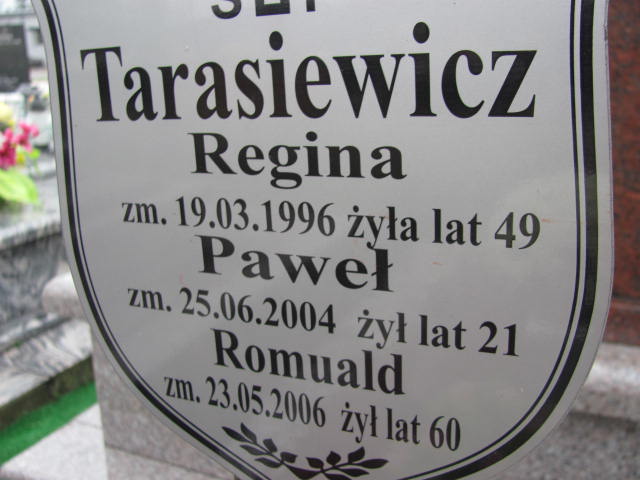 Tarasiewicz
Regina
zm. 19.03.1996 żyła lat 49
Paweł
zm. 25.06.2004 żył lat 21
Romuald
zm. 23.05.2006 żył lat 60